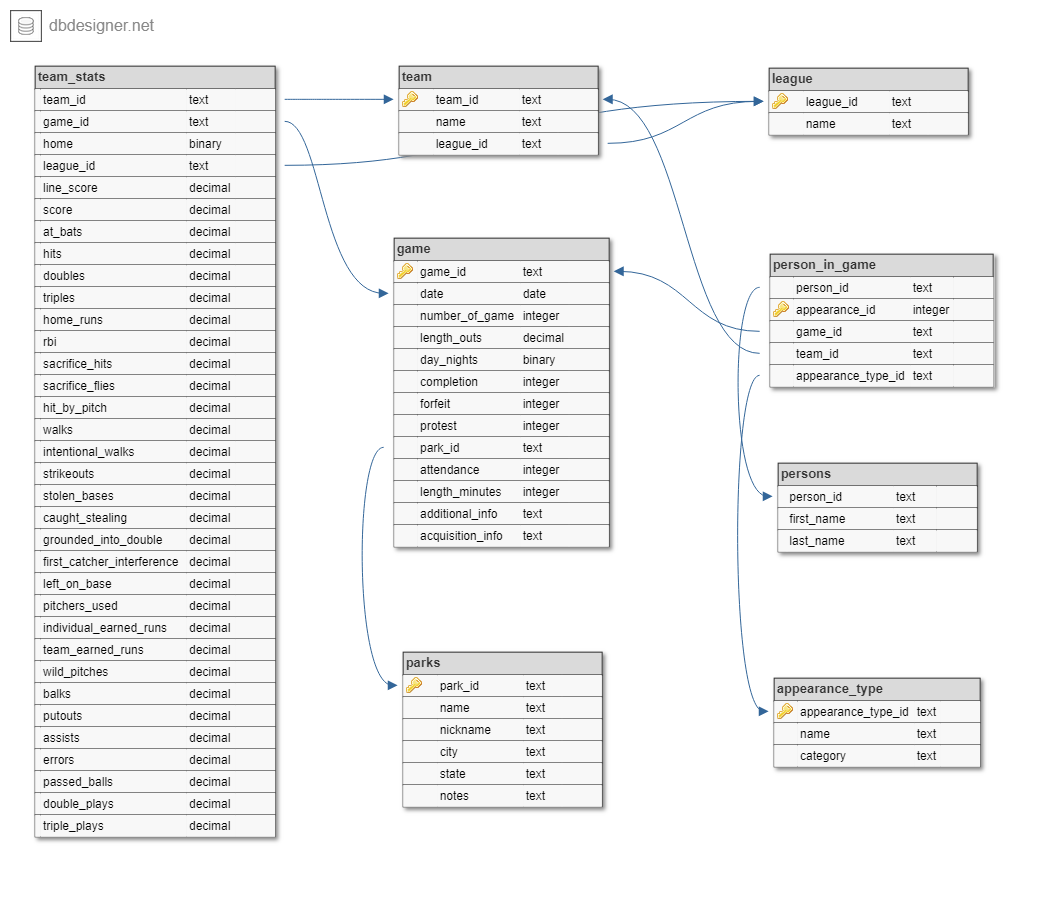 dbdesigner.net
team_stats
team_id text
game_id text
home binary
league_id text
line_score decimal
score decimal
at_bats decimal
hits decimal
doubles decimal
triples decimal
home_runs decimal
rbi decimal
sacrifice_hits decimal
sacrifice_flies decimal
hit_by_pitch decimal
walks decimal
intentional_walks decimal
strikeouts decimal
stolen_bases decimal
caught_stealing decimal
grounded_into_double decimal
first_catcher_interference decimal
left_on_base decimal
pitchers_used decimal
individual_earned_runs decimal
team_earned_runs decimal
wild_pitches decimal
balks decimal
putouts decimal
assists decimal
errors decimal
passed_balls decimal
double_plays decimal
triple_plays decimal
team
team_id text
name text
league_id text
game
game_id text
date date
number_of_game integer
length_outs decimal
day_nights binary
completion integer
forfeit integer
protest integer
park_id text
attendance integer
length_minutes integer
additional_info text
acquisition_info text
parks
park_id text
name text
nickname text
city text
state text
notes text
league
league_id text
name text
person_in_game
person_id text
appearance_id integer
game_id text
team_id text
appearance_type_id text
persons
person_id text
first_name text
last_name text
appearance_type
appearance_type_id text
name text
category text